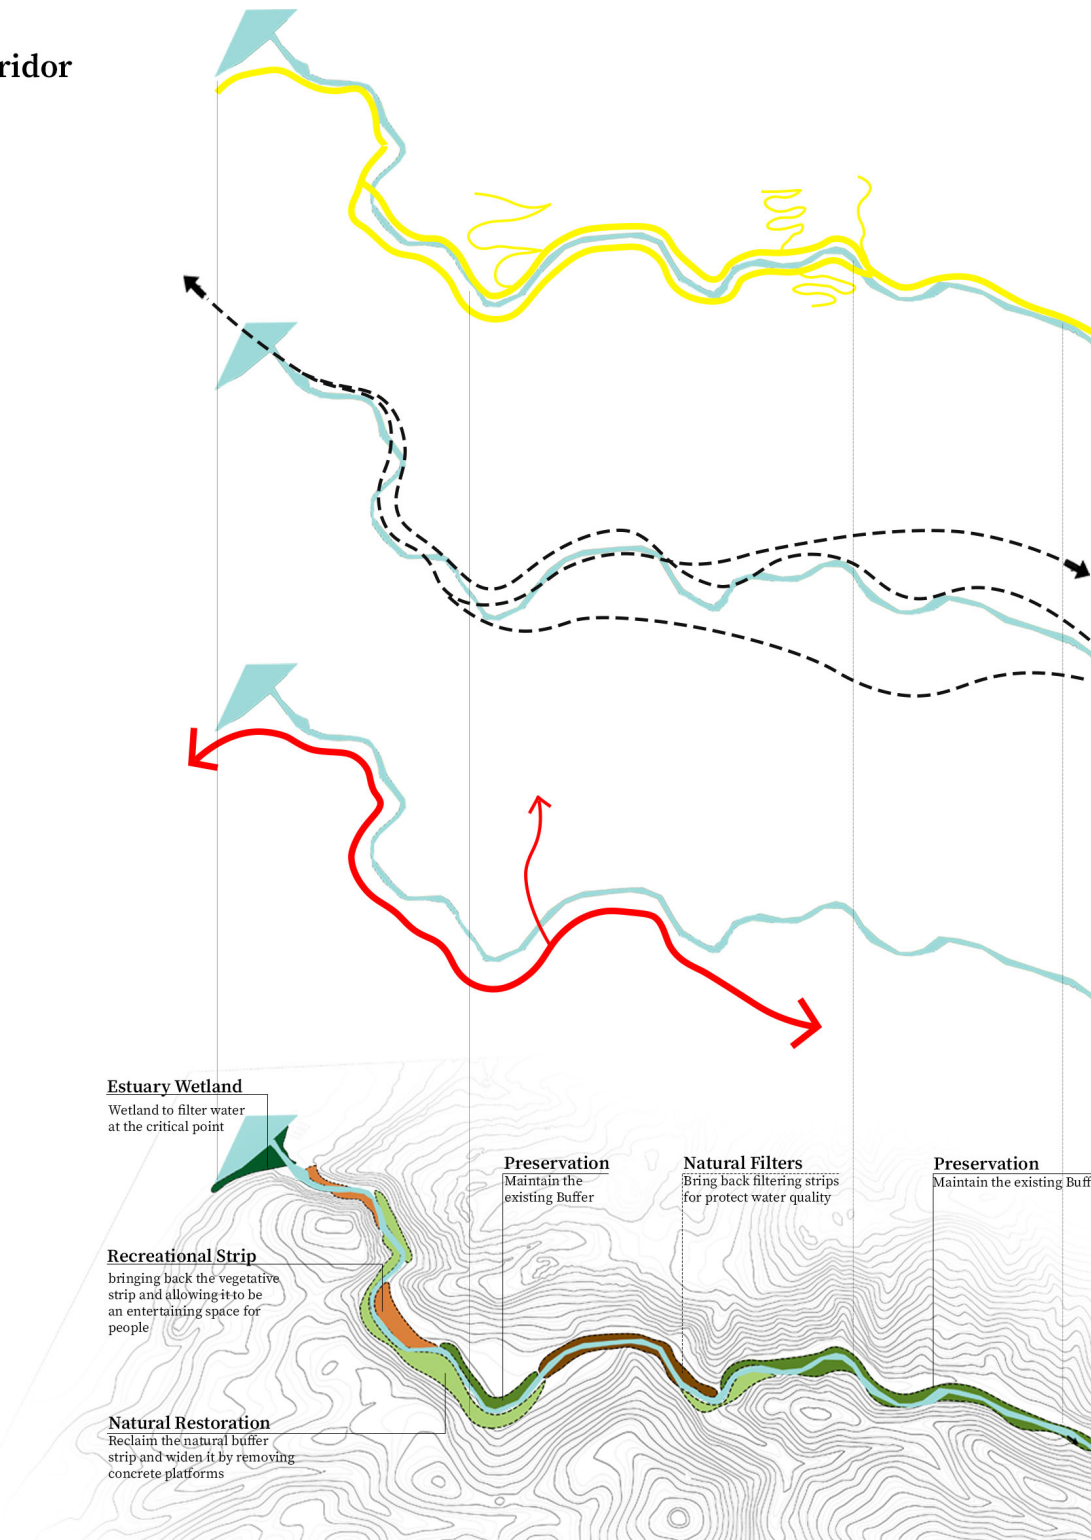 ridor
Estuary Wetland
Wetland to filter water
at the critical point
Preservation
Maintain the
existing Buffer
Natural Filters
Bring back filtering strips
for protect water quality
Preservation
Maintain the existing Buff
Recreational Strip
bringing back the vegetative
strip and allowing it to be
an entertaining space for
people
Natural Restoration
Reclaim the natural buffer
strip and widen it by removing
concrete platforms